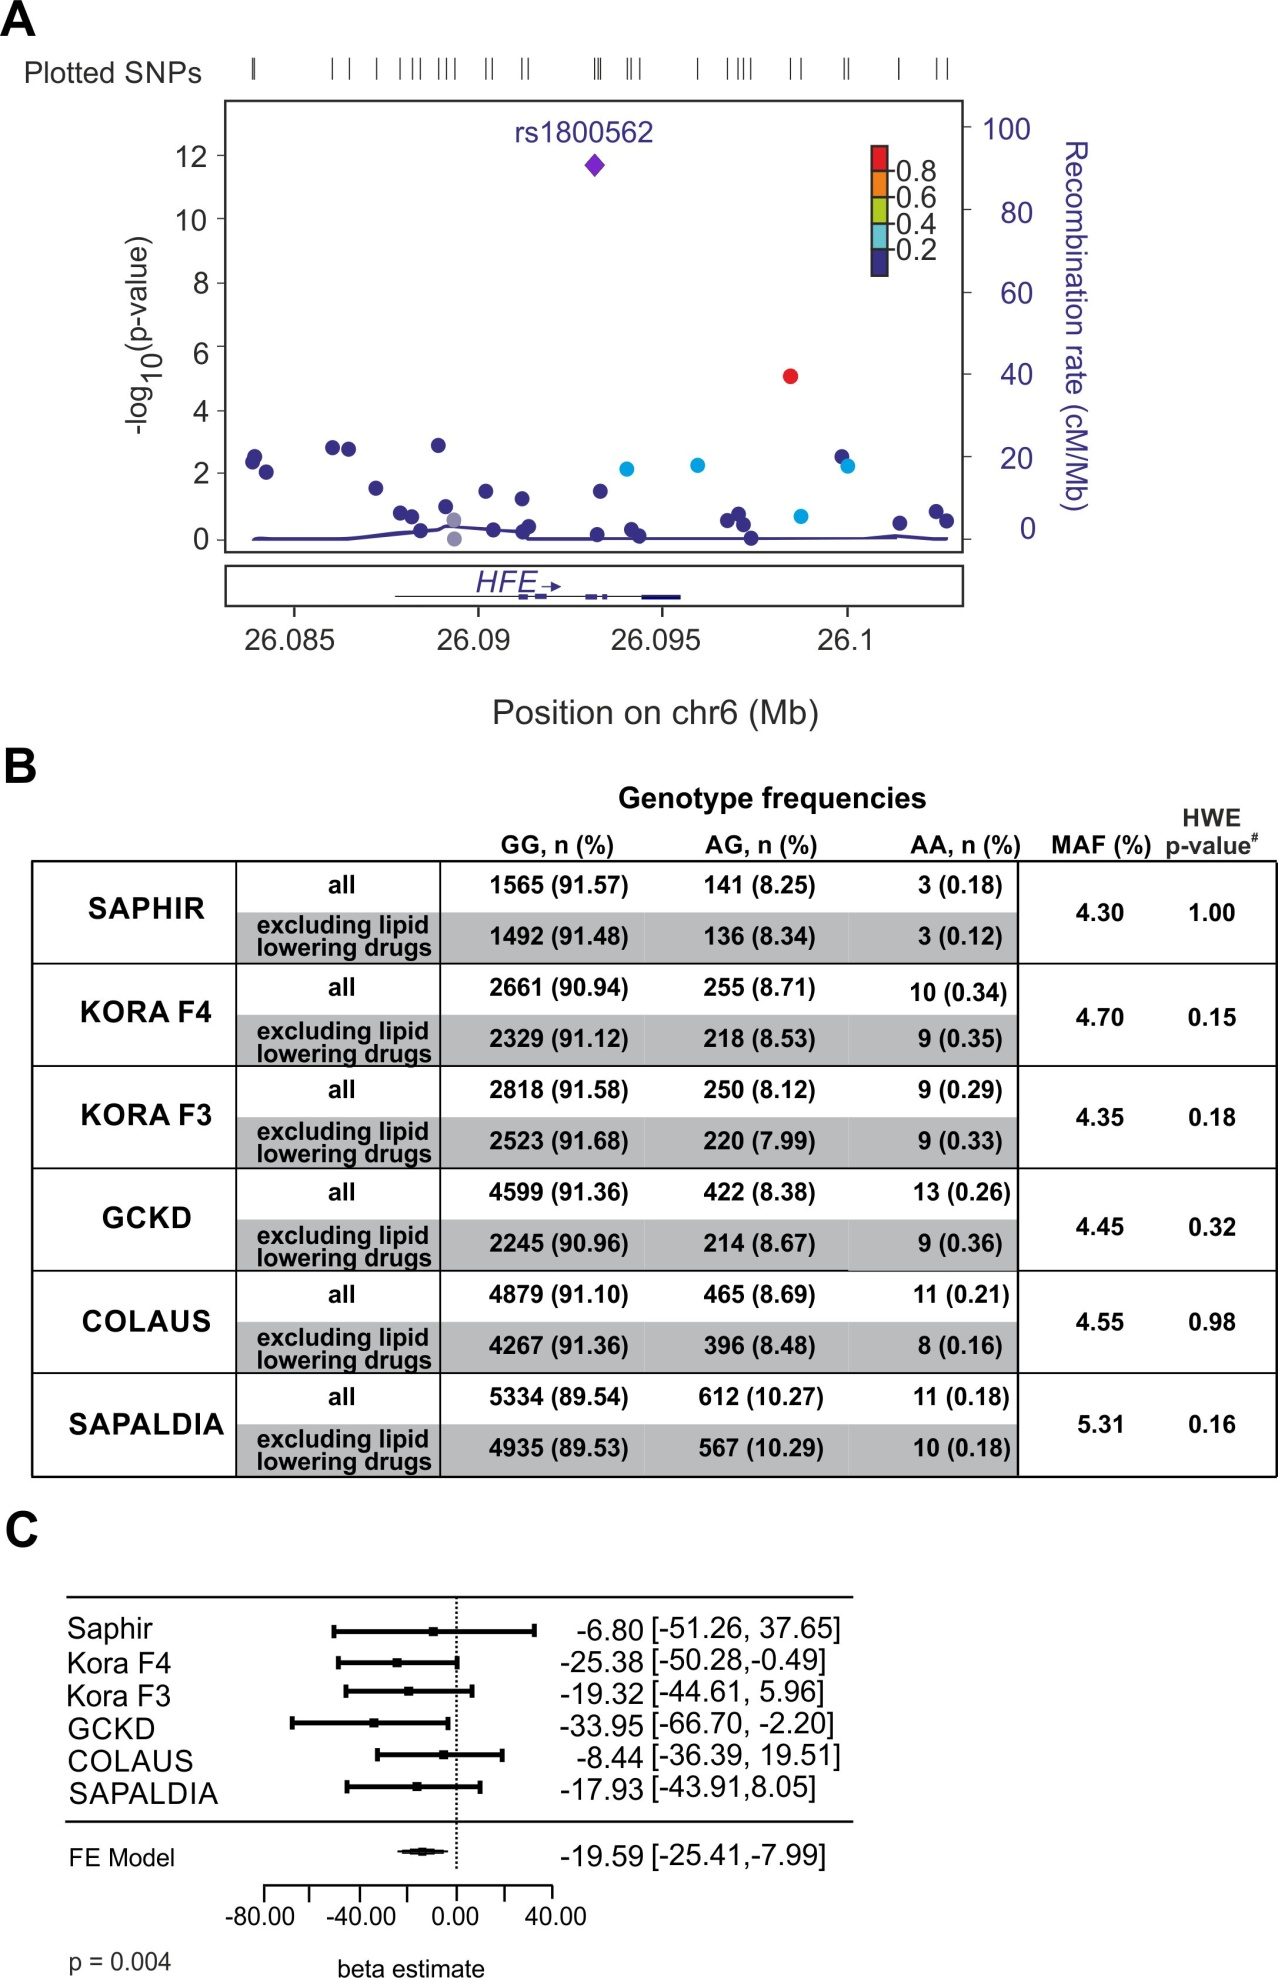 A
Plotted SNPs
rs1800562
100
12
0.8
10
0.6
80
0.4
0.2
8
60
6
40
4
20
2
0
0
-log10(p-value)
Recombination rate (cM/Mb)
HFE→
26.085 26.09 26.095 26.1
Position on chr6 (Mb)
B
Genotype frequencies
GG, n (%) AG, n (%) AA, n (%) MAF (%) HWE p-value#
SAPHIR all 1565 (91.57) 141 (8.25) 3 (0.18) 4.30 1.00
excluding lipid lowering drugs 1492 (91.48) 136 (8.34) 3 (0.12)
KORA F4 all 2661 (90.94) 255 (8.71) 10 (0.34) 4.70 0.15
excluding lipid lowering drugs 2329 (91.12) 218 (8.53) 9 (0.35)
KORA F3 all 2818 (91.58) 250 (8.12) 9 (0.29) 4.35 0.18
excluding lipid lowering drugs 2523 (91.68) 220 (7.99) 9 (0.33)
GCKD all 4599 (91.36) 422 (8.38) 13 (0.26) 4.45 0.32
excluding lipid lowering drugs 2245 (90.96) 214 (8.67) 9 (0.36)
COLAUS all 4879 (91.10) 465 (8.69) 11 (0.21) 4.55 0.98
excluding lipid lowering drugs 4267 (91.36) 396 (8.48) 8 (0.16)
SAPALDIA all 5334 (89.54) 612 (10.27) 11 (0.18) 5.31 0.16
excluding lipid lowering drugs 4935 (89.53) 567 (10.29) 10 (0.18)
C
Saphir -6.80 [-51.26, 37.65]
Kora F4 -25.38 [-50.28,-0.49]
Kora F3 -19.32 [-44.61, 5.96]
GCKD -33.95 [-66.70, -2.20]
COLAUS -8.44 [-36.39, 19.51]
SAPALDIA -17.93 [-43.91,8.05]
FE Model -19.59 [-25.41,-7.99]
-80.00 -40.00 0.00 40.00
p = 0.004
beta estimate